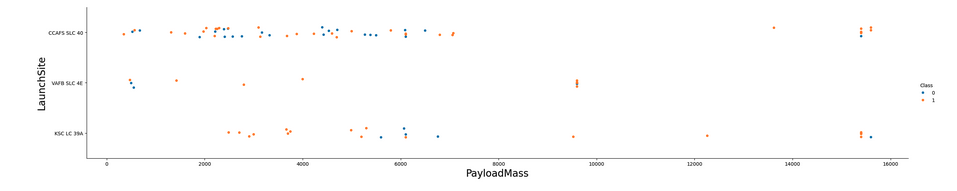 LaunchSite
CCAFS SLC 40
VAFB SLC 4E
KSC LC 39A
0 2000 4000 6000 8000 10000 12000 14000 16000
PayloadMass
Class
0
1